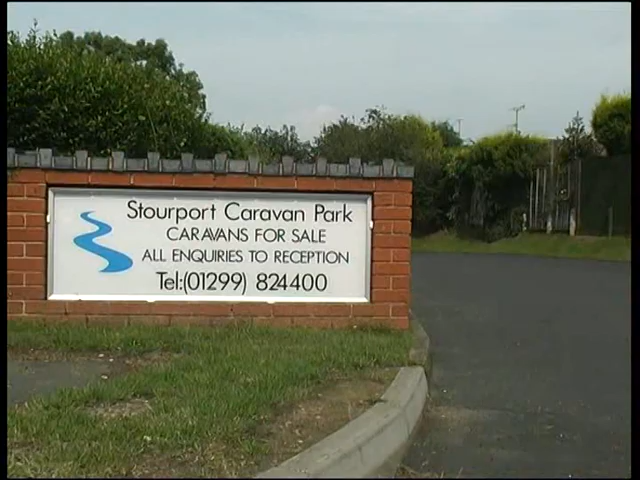 Stourport Caravan Park
CARAVANS FOR SALE
ALL ENQUIRIES TO RECEPTION
Tel:(01299) 824400